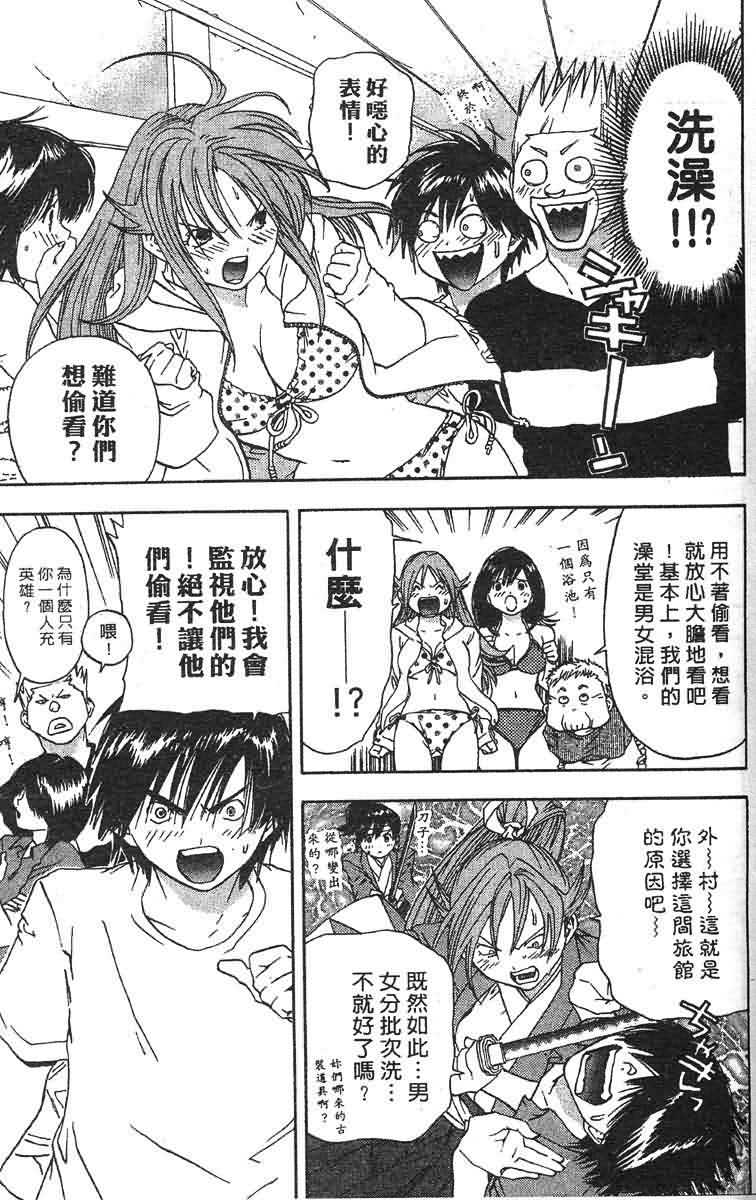 洗
澡
!!?
啊！
終於…
好噁心的
表情！
シャキーーン
難道你們
想偷看？
用不著偷看，想看
就放心大膽地看吧
！基本上，我們的
澡堂是男女混浴。
因為只有
一個浴池！
什麼——!?
放心！我會
監視他們的
！絕不讓他
們偷看！
喂！
為什麼只有
你一個人充
英雄？
外～村～這就是
你選擇這間旅館
的原因吧～
刀子…
從哪變出
來的？
既然如此…男
女分批次洗…
不就好了嗎？
妳們哪來的古
裝道具啊？